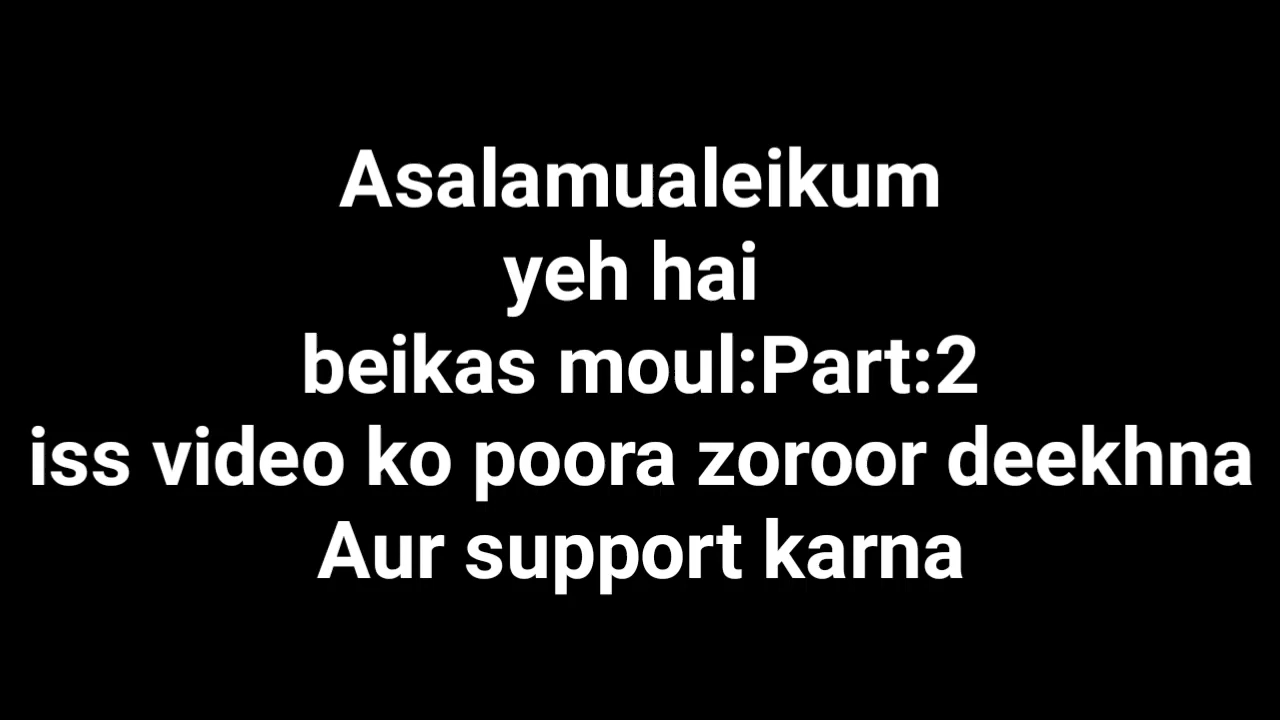 Asalamualeikum
yeh hai
beikas moul:Part:2
iss video ko poora zoroor deekhna
Aur support karna